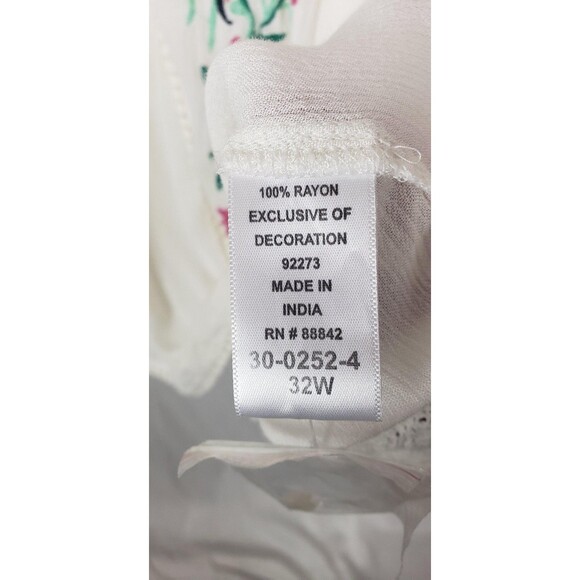 100% RAYON
EXCLUSIVE OF
DECORATION
92273
MADE IN
INDIA
RN # 88842
30-0252-4
32W